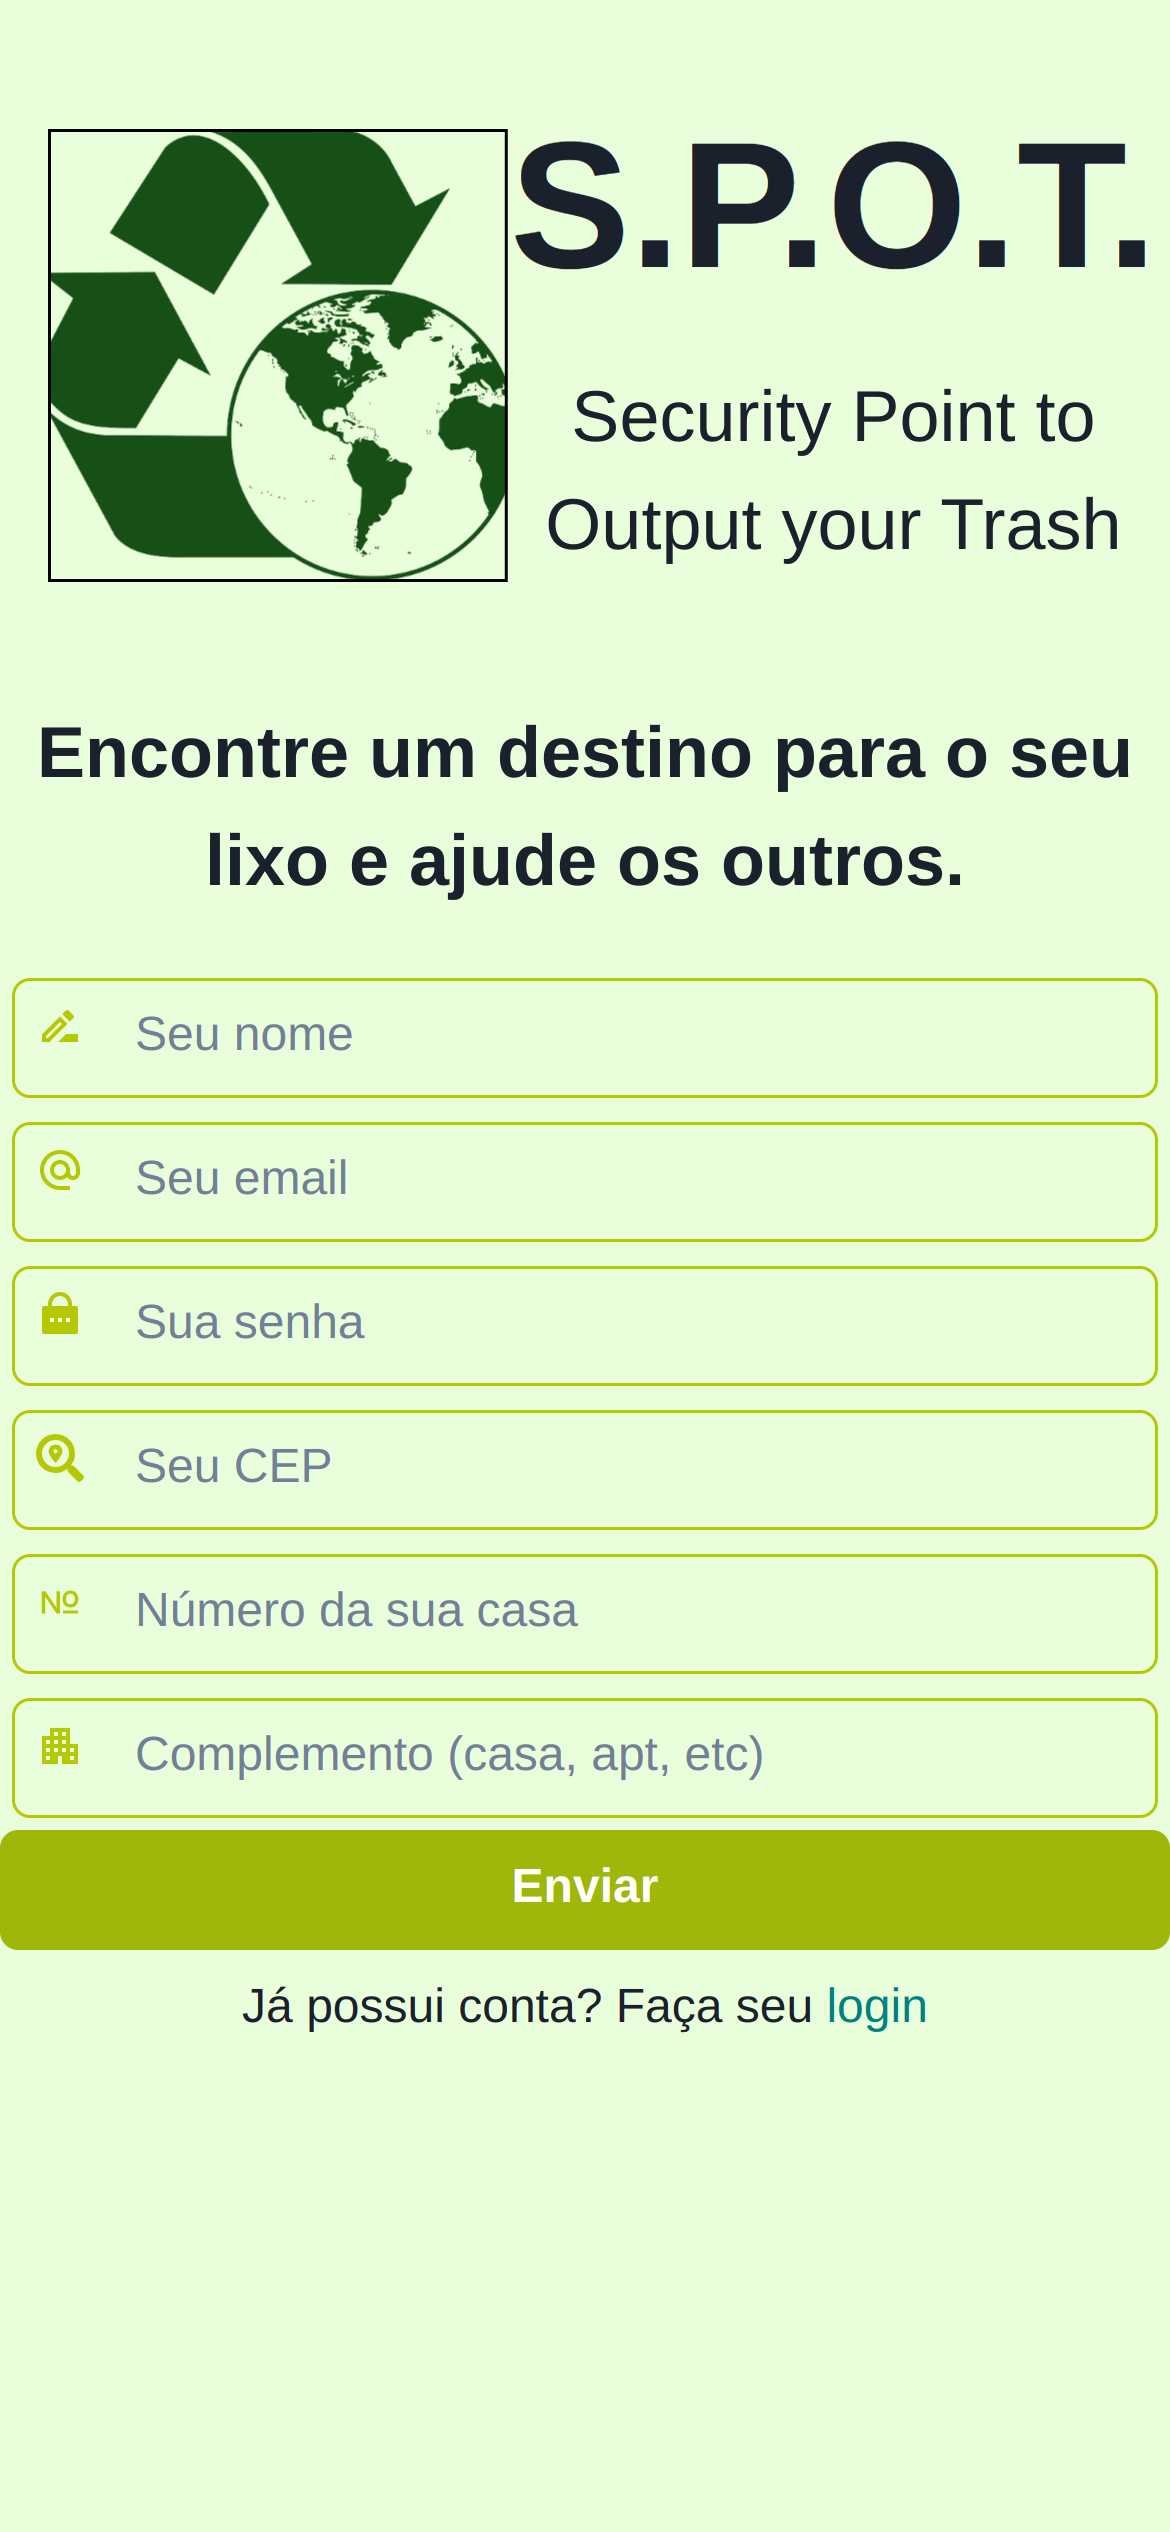 S.P.O.T.
Security Point to
Output your Trash
Encontre um destino para o seu
lixo e ajude os outros.
Seu nome
Seu email
Sua senha
Seu CEP
Nº
Número da sua casa
Complemento (casa, apt, etc)
Enviar
Já possui conta? Faça seu login